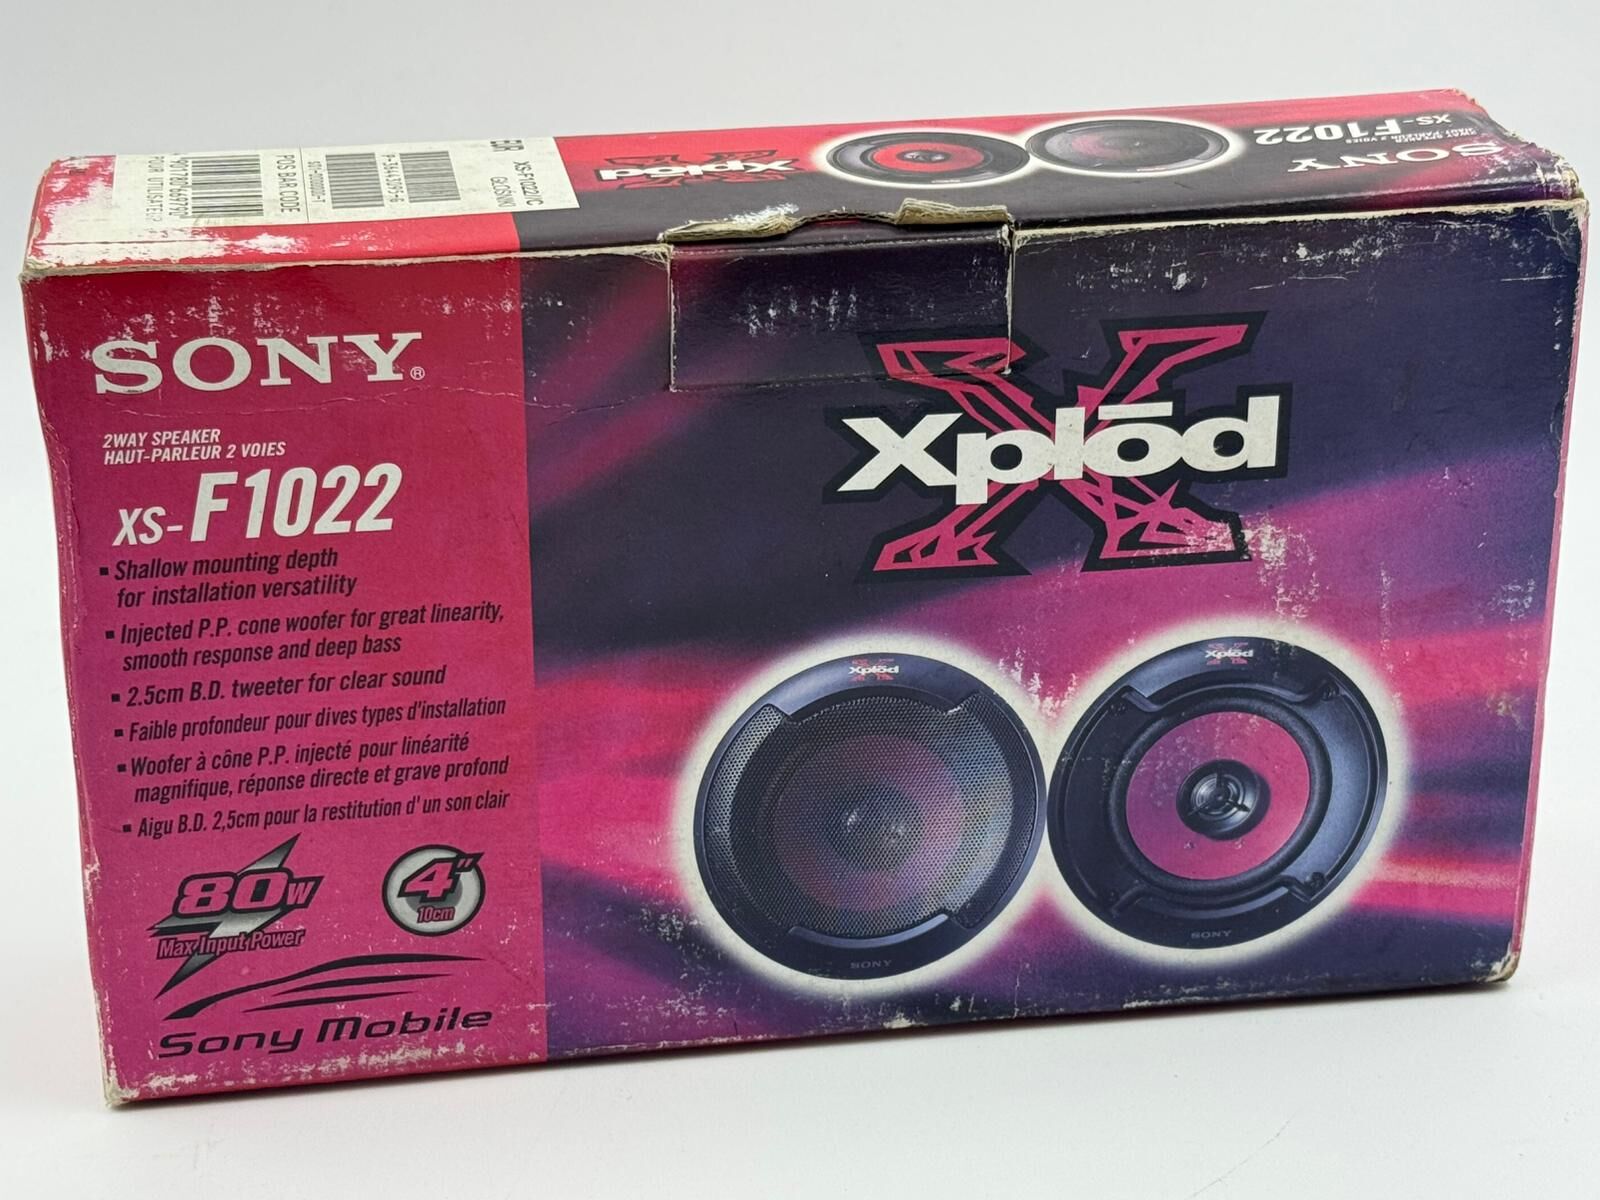 XS-F1022/C
POS BAR CODE
SONY
XS-F1022
Xplōd
SONY®
2WAY SPEAKER
HAUT-PARLEUR 2 VOIES
XS-F1022
▪ Shallow mounting depth
for installation versatility
▪ Injected P.P. cone woofer for great linearity,
smooth response and deep bass
▪ 2.5cm B.D. tweeter for clear sound
▪ Faible profondeur pour dives types d'installation
▪ Woofer à cône P.P. injecté pour linéarité
magnifique, réponse directe et grave profond
▪ Aigu B.D. 2,5cm pour la restitution d'un son clair
80W
Max Input Power
4"
10cm
Sony Mobile
Xplōd
Xplōd
SONY
Xplōd
SONY